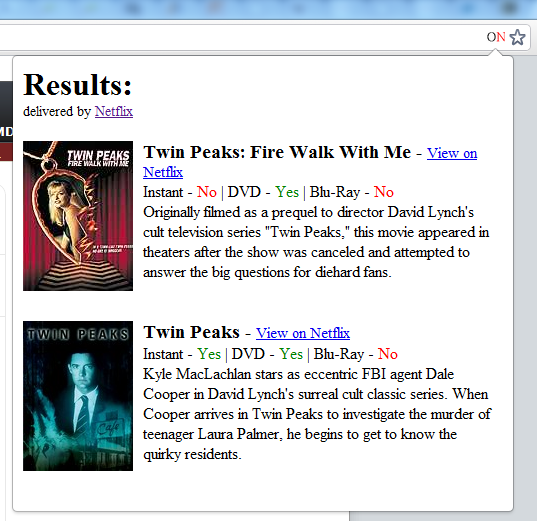 ON
Results:
delivered by Netflix
TWIN PEAKS
FIRE WALK WITH ME
Twin Peaks: Fire Walk With Me - View on
Netflix
Instant - No | DVD - Yes | Blu-Ray - No
Originally filmed as a prequel to director David Lynch's
cult television series "Twin Peaks," this movie appeared in
theaters after the show was canceled and attempted to
answer the big questions for diehard fans.
TWIN PEAKS
Cafe
Twin Peaks - View on Netflix
Instant - Yes | DVD - Yes | Blu-Ray - No
Kyle MacLachlan stars as eccentric FBI agent Dale
Cooper in David Lynch's surreal cult classic series. When
Cooper arrives in Twin Peaks to investigate the murder of
teenager Laura Palmer, he begins to get to know the
quirky residents.